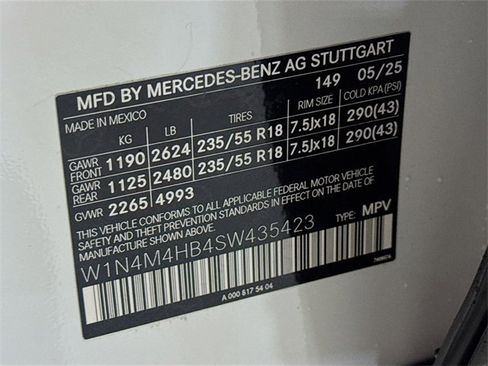 MFD BY MERCEDES-BENZ AG STUTTGART
149 05/25
MADE IN MEXICO
KG LB TIRES RIM SIZE COLD KPA(PSI)
GAWR FRONT 1190 2624 235/55 R18 7.5Jx18 290(43)
GAWR REAR 1125 2480 235/55 R18 7.5Jx18 290(43)
GVWR 2265 4993
THIS VEHICLE CONFORMS TO ALL APPLICABLE FEDERAL MOTOR VEHICLE
SAFETY AND THEFT PREVENTION STANDARDS IN EFFECT ON THE DATE OF
MANUFACTURE SHOWN ABOVE.
W1N4M4HB4SW435423 TYPE: MPV
A 000 817 54 04